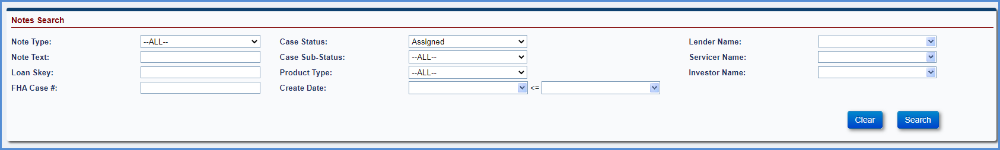 Notes Search
Note Type: --ALL-- Case Status: Assigned Lender Name:
Note Text: Case Sub-Status: --ALL-- Servicer Name:
Loan Skey: Product Type: --ALL-- Investor Name:
FHA Case #: Create Date: <=
Clear Search